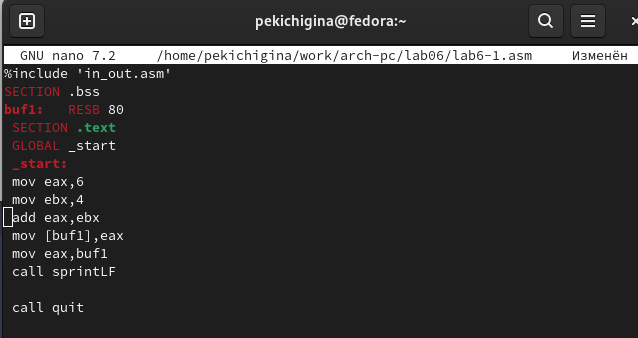 pekichigina@fedora:~
GNU nano 7.2 /home/pekichigina/work/arch-pc/lab06/lab6-1.asm Изменён
%include 'in_out.asm'
SECTION .bss
buf1: RESB 80
SECTION .text
GLOBAL _start
_start:
mov eax,6
mov ebx,4
add eax,ebx
mov [buf1],eax
mov eax,buf1
call sprintLF
call quit